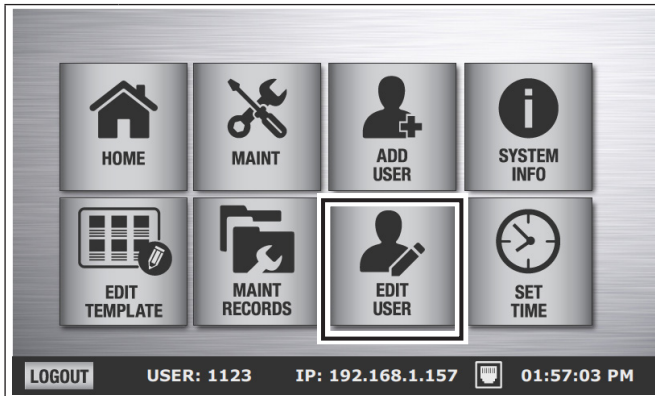 HOME
MAINT
ADD
USER
SYSTEM
INFO
EDIT
TEMPLATE
MAINT
RECORDS
EDIT
USER
SET
TIME
LOGOUT USER: 1123 IP: 192.168.1.157 01:57:03 PM